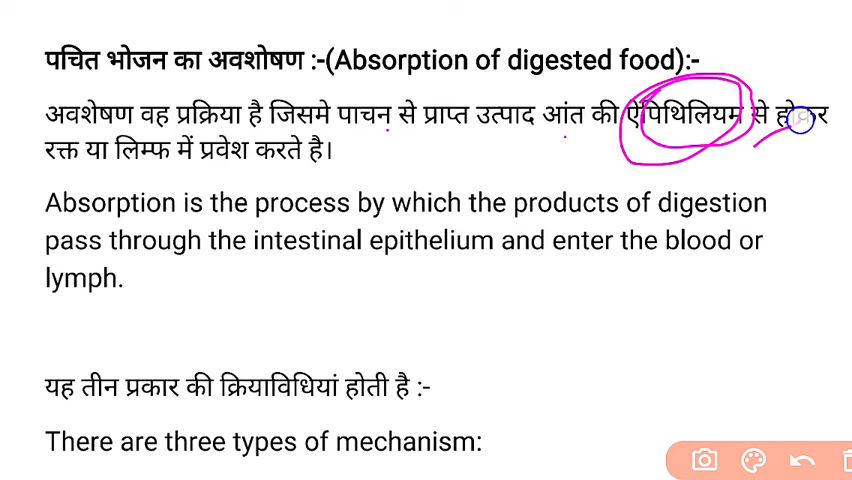 पचित भोजन का अवशोषण :-(Absorption of digested food):-
अवशेषण वह प्रक्रिया है जिसमे पाचन से प्राप्त उत्पाद आंत की ऐपिथिलियम से होकर
रक्त या लिम्फ में प्रवेश करते है।
Absorption is the process by which the products of digestion
pass through the intestinal epithelium and enter the blood or
lymph.
यह तीन प्रकार की क्रियाविधियां होती है :-
There are three types of mechanism: